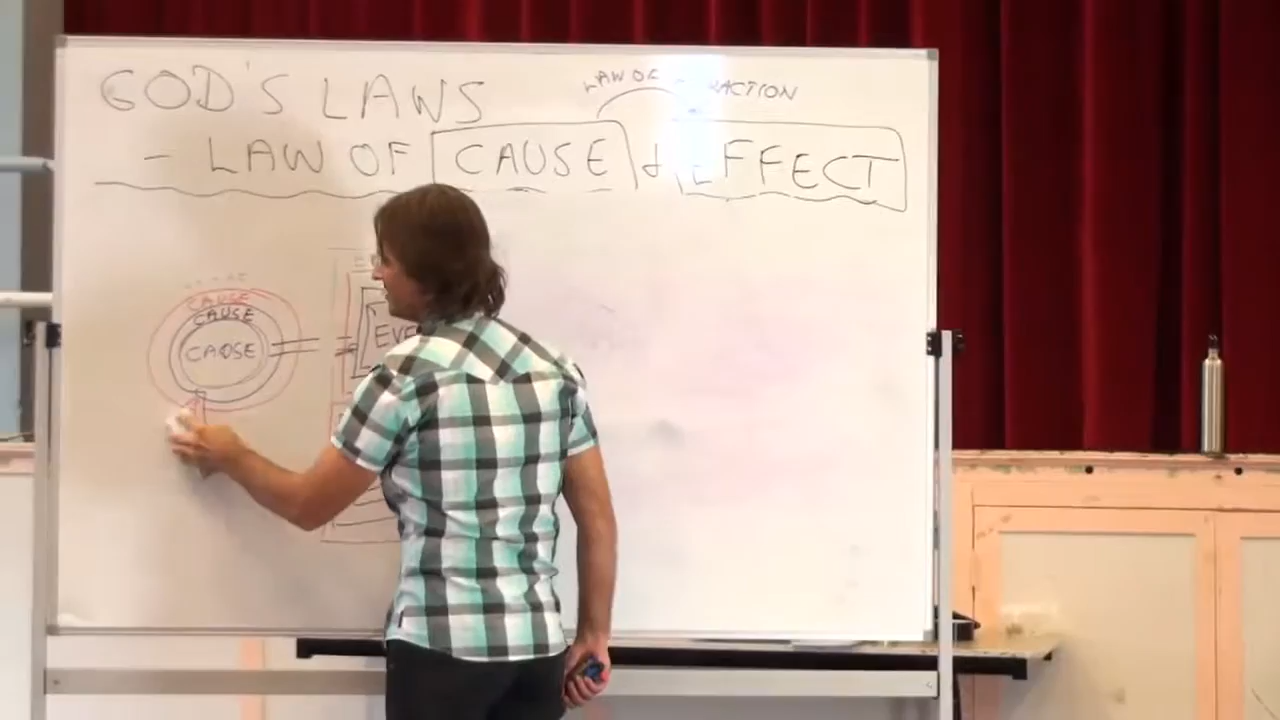 GOD'S LAWS
LAW OF
- LAW OF CAUSE & EFFECT
CAUSE
CAUSE
CAUSE